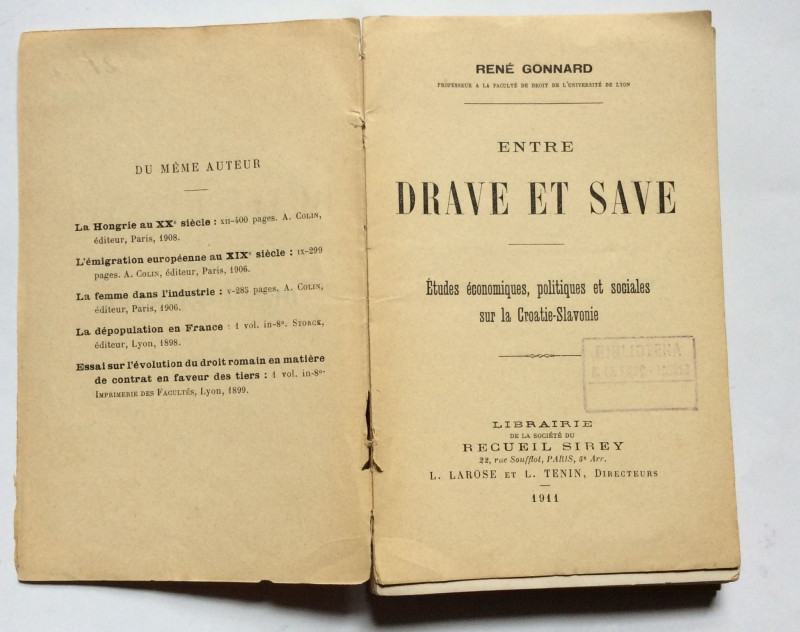 DU MÊME AUTEUR
La Hongrie au XXe siècle : XII-400 pages. A. COLIN,
éditeur, Paris, 1908.
L'émigration européenne au XIXe siècle : IX-299
pages. A. COLIN, éditeur, Paris, 1906.
La femme dans l'industrie : V-285 pages, A. COLIN,
éditeur, Paris, 1906.
La dépopulation en France : 1 vol. in-8º. STORCK,
éditeur, Lyon, 1898.
Essai sur l'évolution du droit romain en matière
de contrat en faveur des tiers : 1 vol. in-8º.
IMPRIMERIE DES FACULTÉS, Lyon, 1899.
RENÉ GONNARD
PROFESSEUR A LA FACULTÉ DE DROIT DE L'UNIVERSITÉ DE LYON
ENTRE
DRAVE ET SAVE
Études économiques, politiques et sociales
sur la Croatie-Slavonie
LIBRAIRIE
DE LA SOCIÉTÉ DU
RECUEIL SIREY
22, rue Soufflot, PARIS, 5e Arr.
L. LAROSE ET L. TENIN, DIRECTEURS
1911